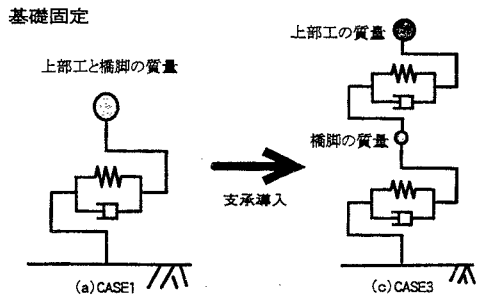 基礎固定
上部工と橋脚の質量
上部工の質量
橋脚の質量
支承導入
(a)CASE1
(c)CASE3